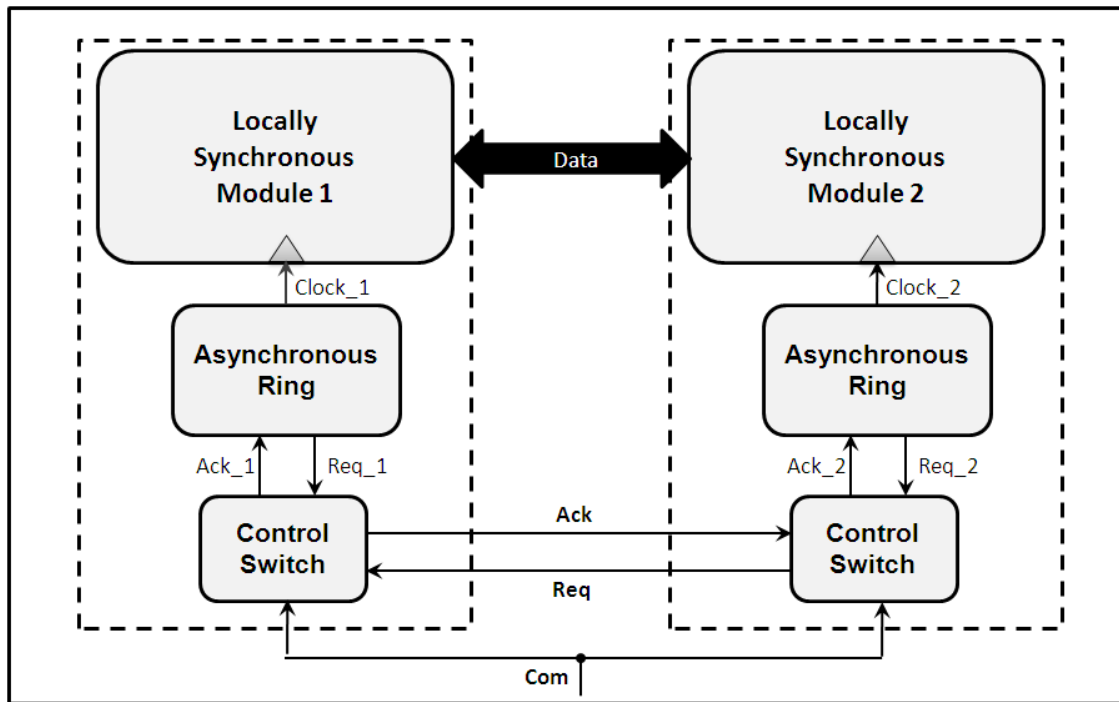 Locally
Synchronous
Module 1
Data
Locally
Synchronous
Module 2
Clock_1
Clock_2
Asynchronous
Ring
Asynchronous
Ring
Ack_1
Req_1
Ack_2
Req_2
Control
Switch
Ack
Req
Control
Switch
Com